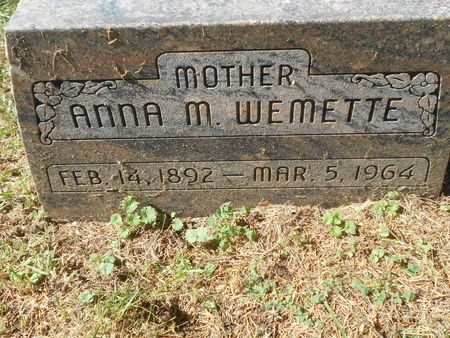 MOTHER
ANNA M. WEMETTE
FEB. 14, 1892 — MAR. 5, 1964